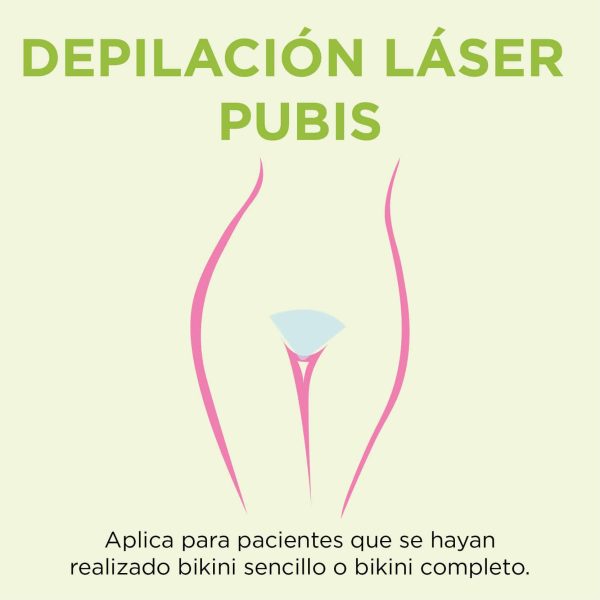 DEPILACIÓN LÁSER
PUBIS
Aplica para pacientes que se hayan
realizado bikini sencillo o bikini completo.